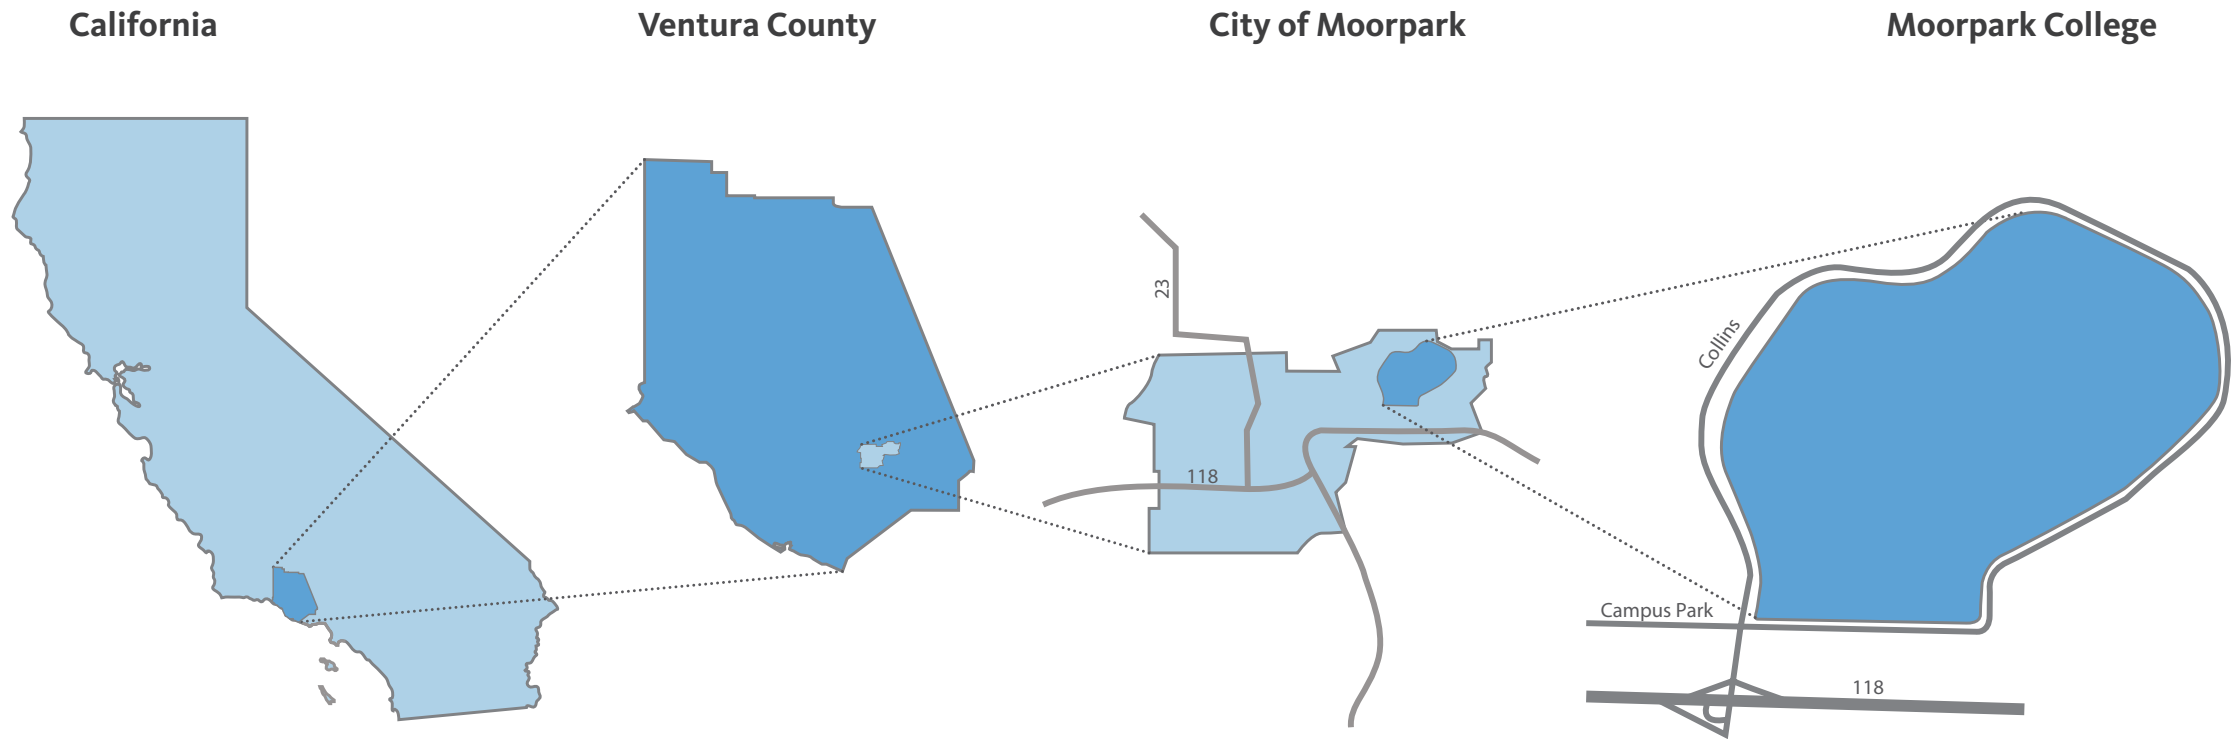 California
Ventura County
City of Moorpark
Moorpark College
23
118
Collins
Campus Park
118